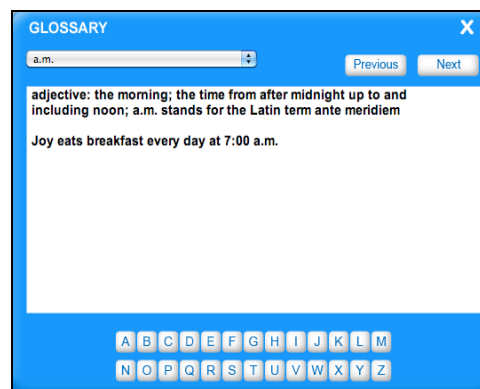 GLOSSARY X
a.m.
Previous Next
adjective: the morning; the time from after midnight up to and
including noon; a.m. stands for the Latin term ante meridiem
Joy eats breakfast every day at 7:00 a.m.
A B C D E F G H I J K L M
N O P Q R S T U V W X Y Z